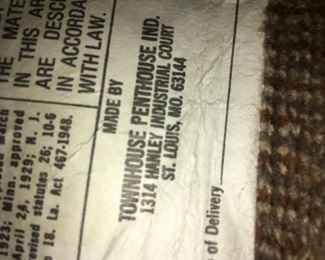 THE MATE
IN THIS AR
ARE DESC
IN ACCORDA
WITH LAW.
1923; Minn. approved
April 24, 1929; N. J.
revised statutes 26; 10-6
18. La. Act 467-1948.
MADE BY
TOWNHOUSE PENTHOUSE IND.
1314 HANLEY INDUSTRIAL COURT
ST. LOUIS, MO. 63144
of Delivery